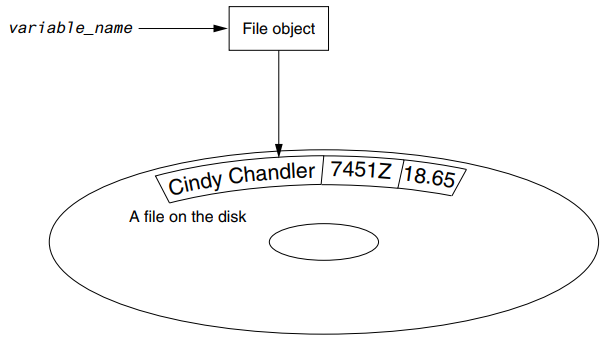 variable_name
File object
Cindy Chandler 7451Z 18.65
A file on the disk